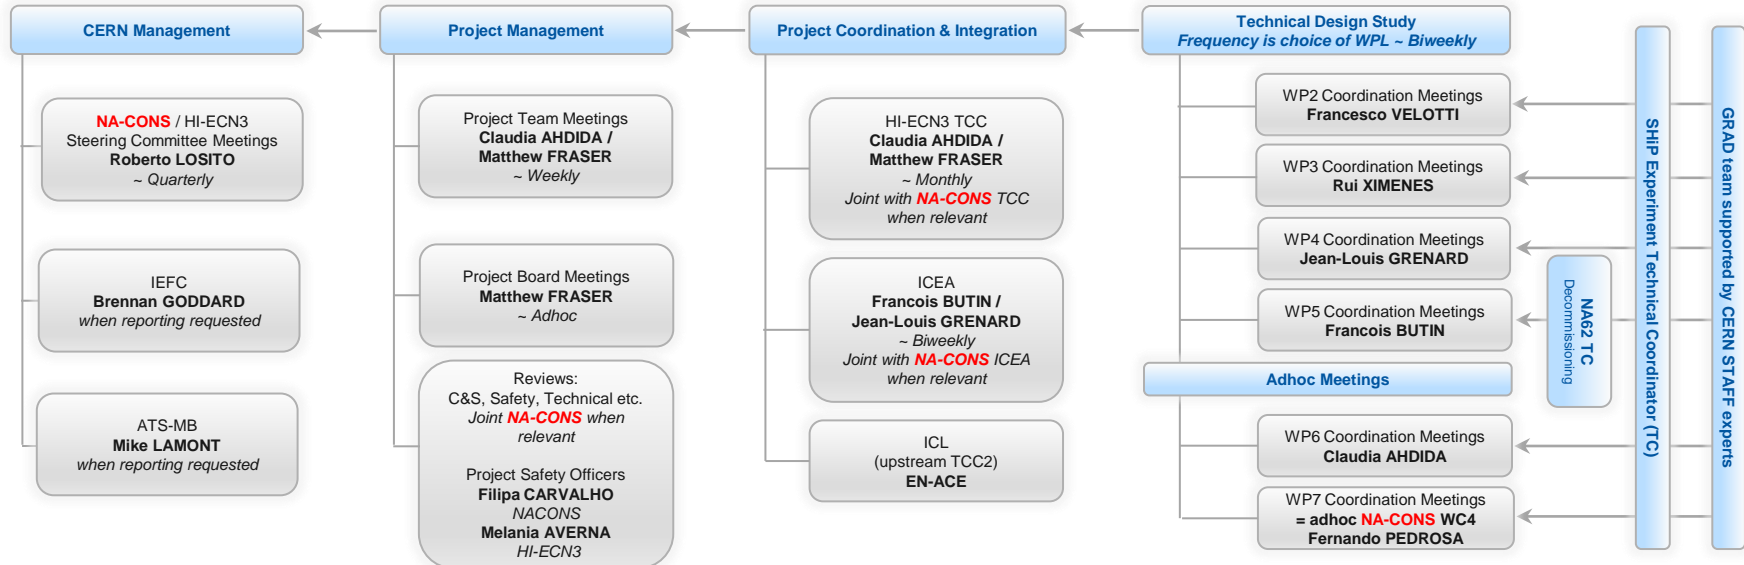 CERN Management
NA-CONS / HI-ECN3
Steering Committee Meetings
Roberto LOSITO
~ Quarterly
IEFC
Brennan GODDARD
when reporting requested
ATS-MB
Mike LAMONT
when reporting requested
Project Management
Project Team Meetings
Claudia AHDIDA /
Matthew FRASER
~ Weekly
Project Board Meetings
Matthew FRASER
~ Adhoc
Reviews:
C&S, Safety, Technical etc.
Joint NA-CONS when
relevant
Project Safety Officers
Filipa CARVALHO
NACONS
Melania AVERNA
HI-ECN3
Project Coordination & Integration
HI-ECN3 TCC
Claudia AHDIDA /
Matthew FRASER
~ Monthly
Joint with NA-CONS TCC
when relevant
ICEA
Francois BUTIN /
Jean-Louis GRENARD
~ Biweekly
Joint with NA-CONS ICEA
when relevant
ICL
(upstream TCC2)
EN-ACE
Technical Design Study
Frequency is choice of WPL ~ Biweekly
WP2 Coordination Meetings
Francesco VELOTTI
WP3 Coordination Meetings
Rui XIMENES
WP4 Coordination Meetings
Jean-Louis GRENARD
WP5 Coordination Meetings
Francois BUTIN
Adhoc Meetings
WP6 Coordination Meetings
Claudia AHDIDA
WP7 Coordination Meetings
= adhoc NA-CONS WC4
Fernando PEDROSA
NA62 TC
Decommissioning
SHiP Experiment Technical Coordinator (TC)
GRAD team supported by CERN STAFF experts